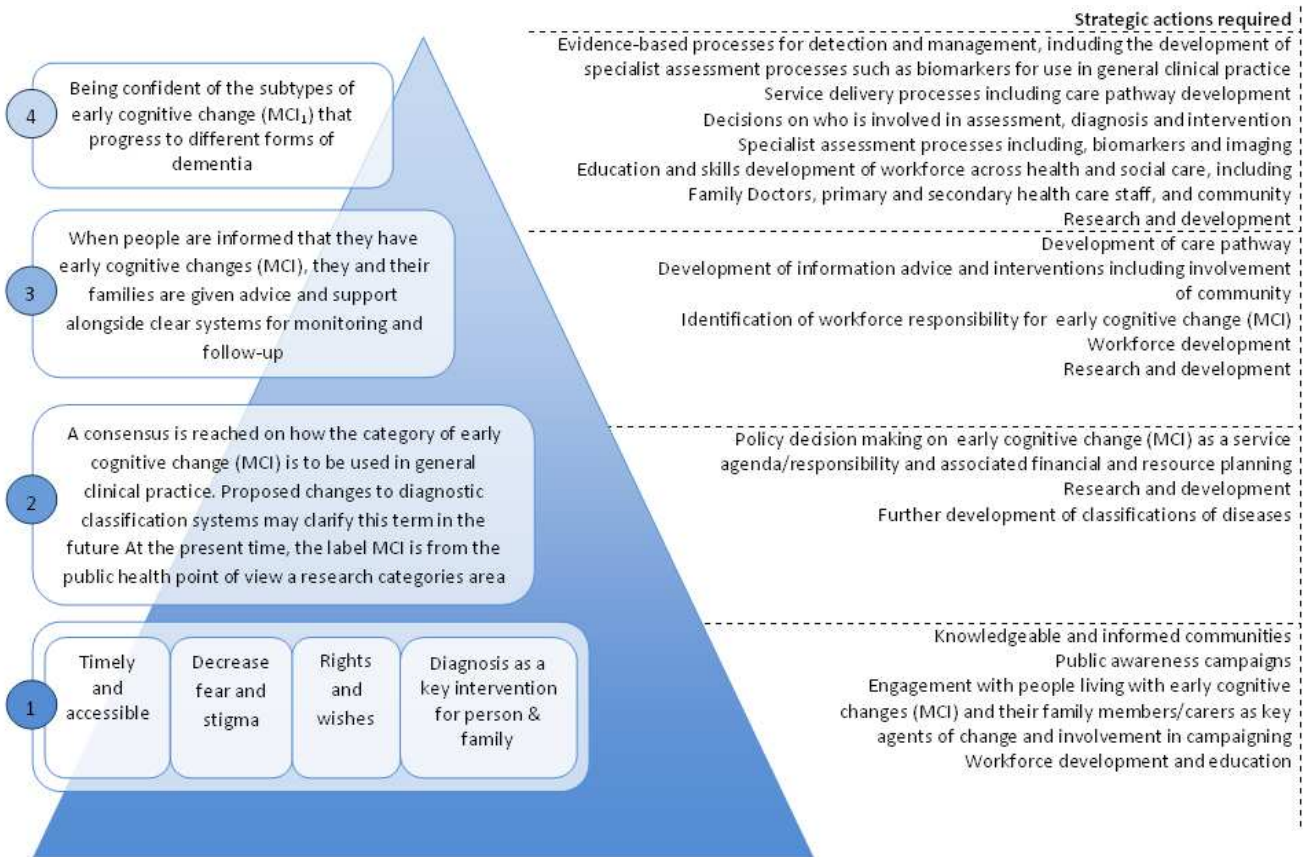 Strategic actions required
Evidence-based processes for detection and management, including the development of
specialist assessment processes such as biomarkers for use in general clinical practice
Service delivery processes including care pathway development
Decisions on who is involved in assessment, diagnosis and intervention
Specialist assessment processes including, biomarkers and imaging
Education and skills development of workforce across health and social care, including
Family Doctors, primary and secondary health care staff, and community
Research and development
4
Being confident of the subtypes of
early cognitive change (MCI₁) that
progress to different forms of
dementia
Development of care pathway
Development of information advice and interventions including involvement
of community
Identification of workforce responsibility for early cognitive change (MCI)
Workforce development
Research and development
3
When people are informed that they have
early cognitive changes (MCI), they and their
families are given advice and support
alongside clear systems for monitoring and
follow-up
Policy decision making on early cognitive change (MCI) as a service
agenda/responsibility and associated financial and resource planning
Research and development
Further development of classifications of diseases
2
A consensus is reached on how the category of early
cognitive change (MCI) is to be used in general
clinical practice. Proposed changes to diagnostic
classification systems may clarify this term in the
future At the present time, the label MCI is from the
public health point of view a research categories area
Knowledgeable and informed communities
Public awareness campaigns
Engagement with people living with early cognitive
changes (MCI) and their family members/carers as key
agents of change and involvement in campaigning
Workforce development and education
1
Timely
and
accessible
Decrease
fear and
stigma
Rights
and
wishes
Diagnosis as a
key intervention
for person &
family